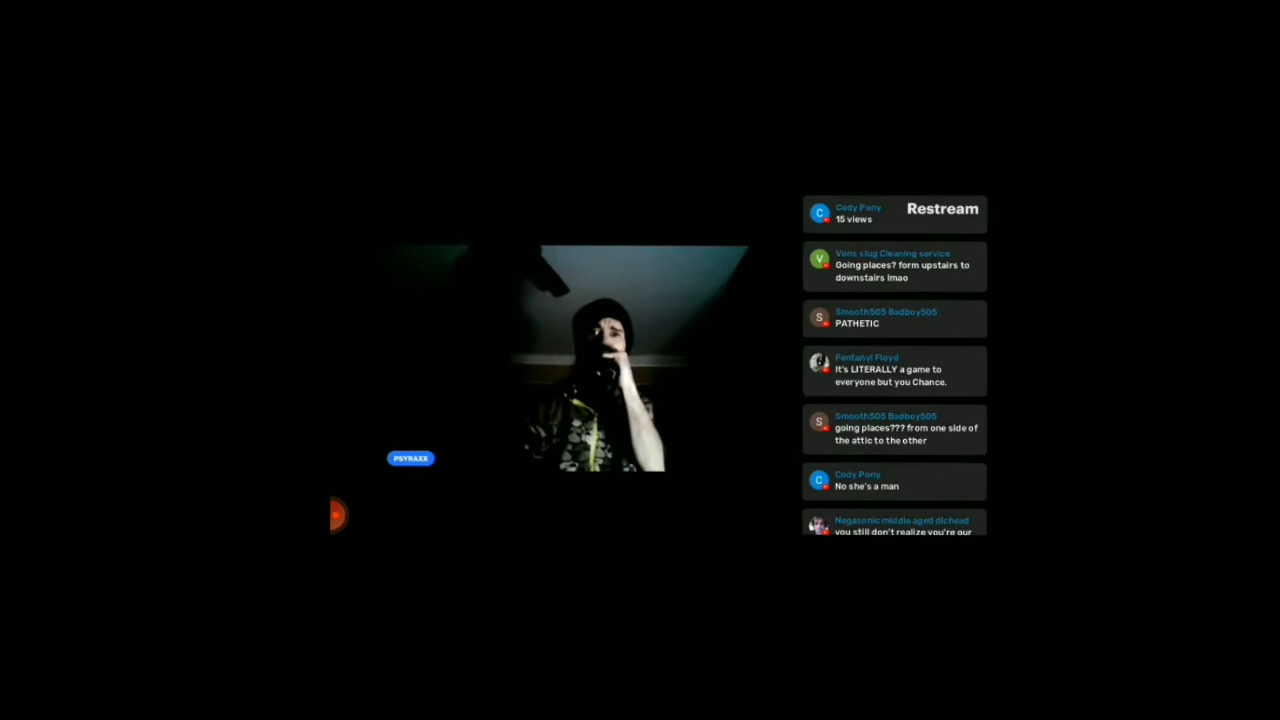 Cody Pony
Restream
15 views
Vons slug Cleaning service
Going places? form upstairs to
downstairs lmao
Smooth505 Badboy505
PATHETIC
Fentanyl Floyd
It's LITERALLY a game to
everyone but you Chance.
Smooth505 Badboy505
going places??? from one side of
the attic to the other
Cody Pony
No she's a man
Negasonic middle aged dichead
you still don't realize you're our
PSYRAXX
C
V
S
S
C